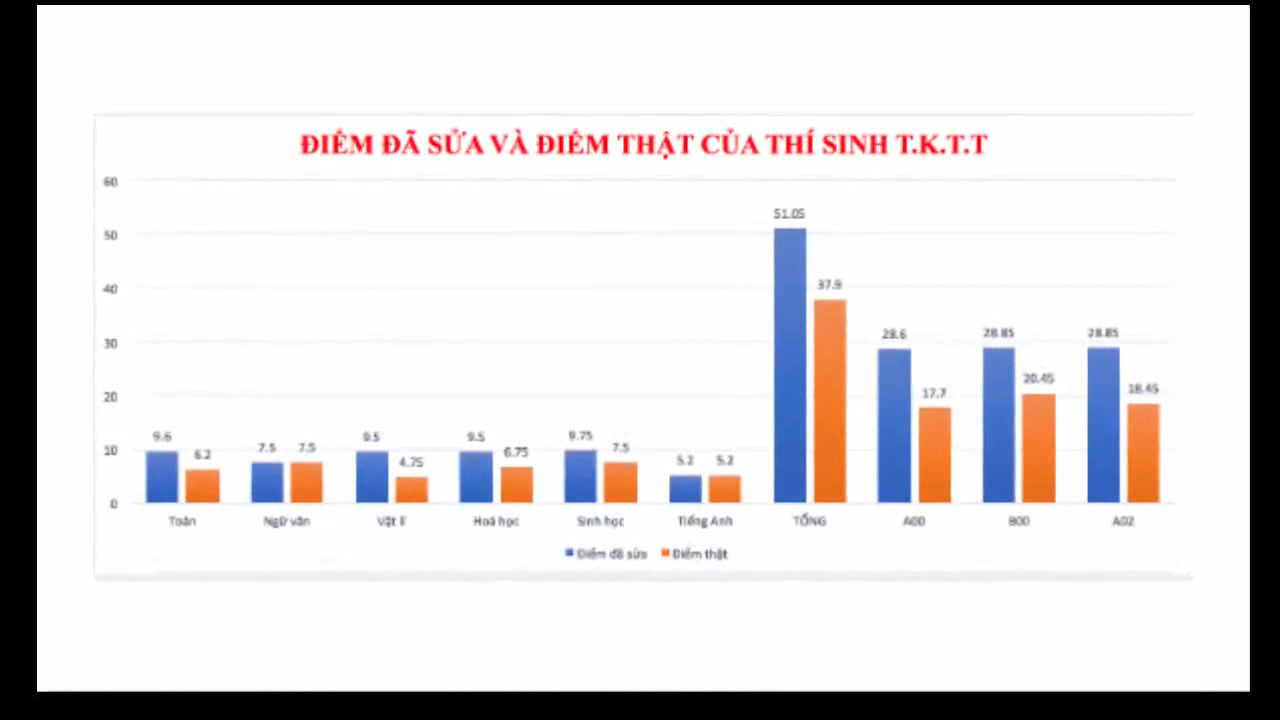 ĐIỂM ĐÃ SỬA VÀ ĐIỂM THẬT CỦA THÍ SINH T.K.T.T
60
50
40
30
20
10
0
9.6 6.2 7.5 7.5 9.5 4.75 9.5 6.75 9.75 7.5 5.2 5.2 51.05 37.9 28.6 17.7 28.85 20.45 28.85 18.45
Toán Ngữ văn Vật lí Hoá học Sinh học Tiếng Anh TỔNG A00 B00 A02
Điểm đã sửa Điểm thật